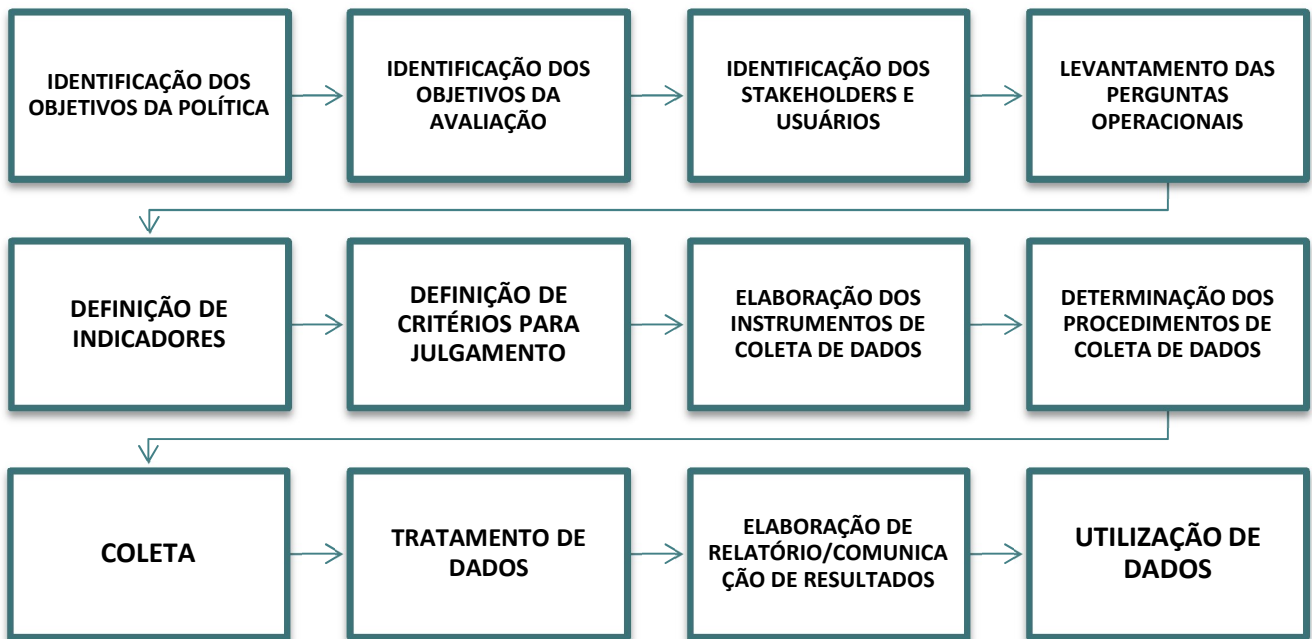 IDENTIFICAÇÃO DOS
OBJETIVOS DA POLÍTICA
IDENTIFICAÇÃO DOS
OBJETIVOS DA
AVALIAÇÃO
IDENTIFICAÇÃO DOS
STAKEHOLDERS E
USUÁRIOS
LEVANTAMENTO DAS
PERGUNTAS
OPERACIONAIS
DEFINIÇÃO DE
INDICADORES
DEFINIÇÃO DE
CRITÉRIOS PARA
JULGAMENTO
ELABORAÇÃO DOS
INSTRUMENTOS DE
COLETA DE DADOS
DETERMINAÇÃO DOS
PROCEDIMENTOS DE
COLETA DE DADOS
COLETA
TRATAMENTO DE
DADOS
ELABORAÇÃO DE
RELATÓRIO/COMUNICA
ÇÃO DE RESULTADOS
UTILIZAÇÃO DE
DADOS